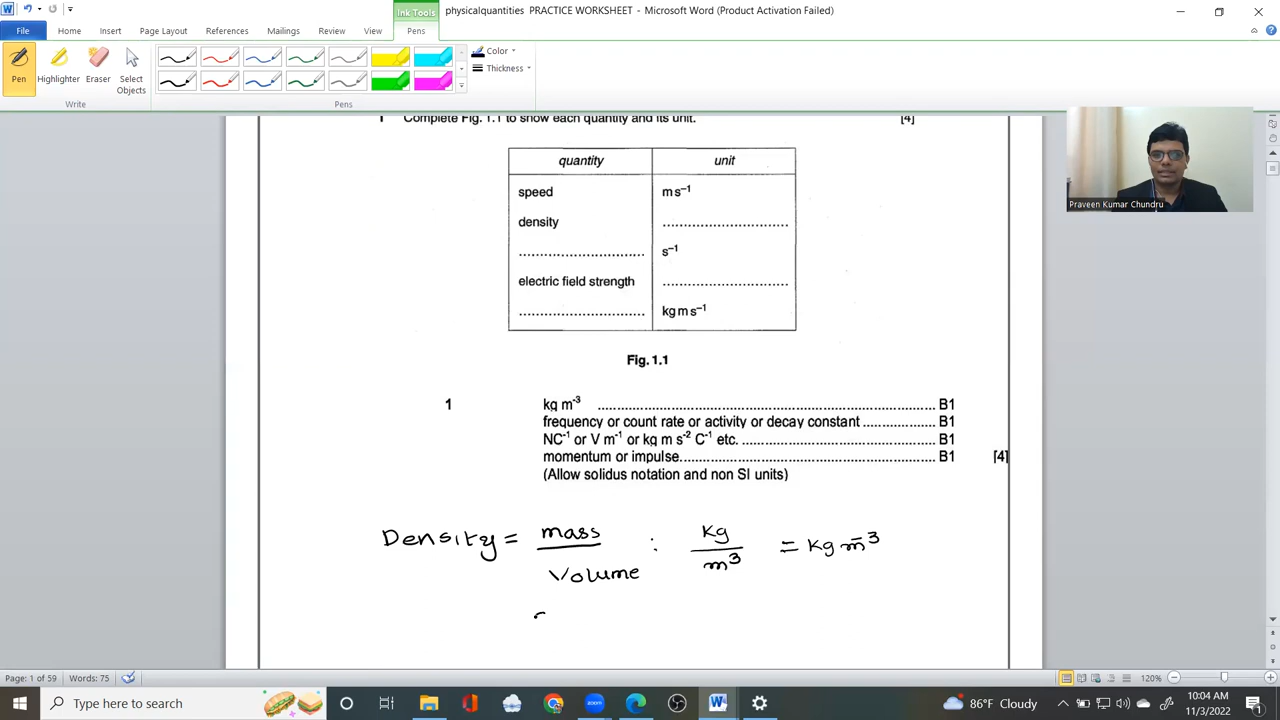 physicalquantities PRACTICE WORKSHEET - Microsoft Word (Product Activation Failed)
Ink Tools
File Home Insert Page Layout References Mailings Review View Pens
Pen Highlighter Eraser Select Objects
Color
Thickness
Write
Pens
1 Complete Fig. 1.1 to show each quantity and its unit. [4]
quantity unit
speed m s⁻¹
density ..............................
.............................. s⁻¹
electric field strength ..............................
.............................. kg m s⁻¹
Fig. 1.1
1 kg m⁻³ .............................. B1
frequency or count rate or activity or decay constant .................. B1
NC⁻¹ or V m⁻¹ or kg m s⁻² C⁻¹ etc. .............................. B1
momentum or impulse.............................. B1 [4]
(Allow solidus notation and non SI units)
Density = mass / Volume : kg / m³ = kg m⁻³
Praveen Kumar Chundru
Page: 1 of 59 Words: 75 120%
Type here to search
zoom
86°F Cloudy
10:04 AM
11/3/2022